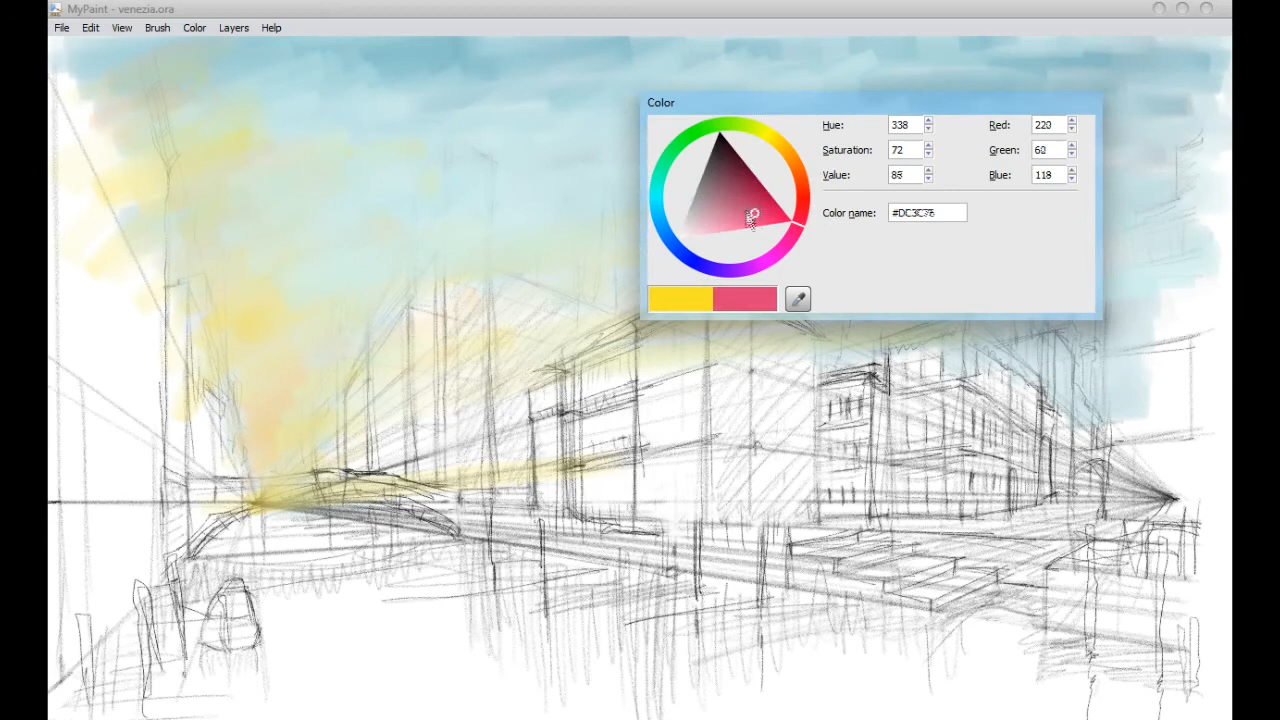 MyPaint - venezia.ora
File Edit View Brush Color Layers Help
Color
Hue: 338 Red: 220
Saturation: 72 Green: 60
Value: 85 Blue: 118
Color name: #DC3C76